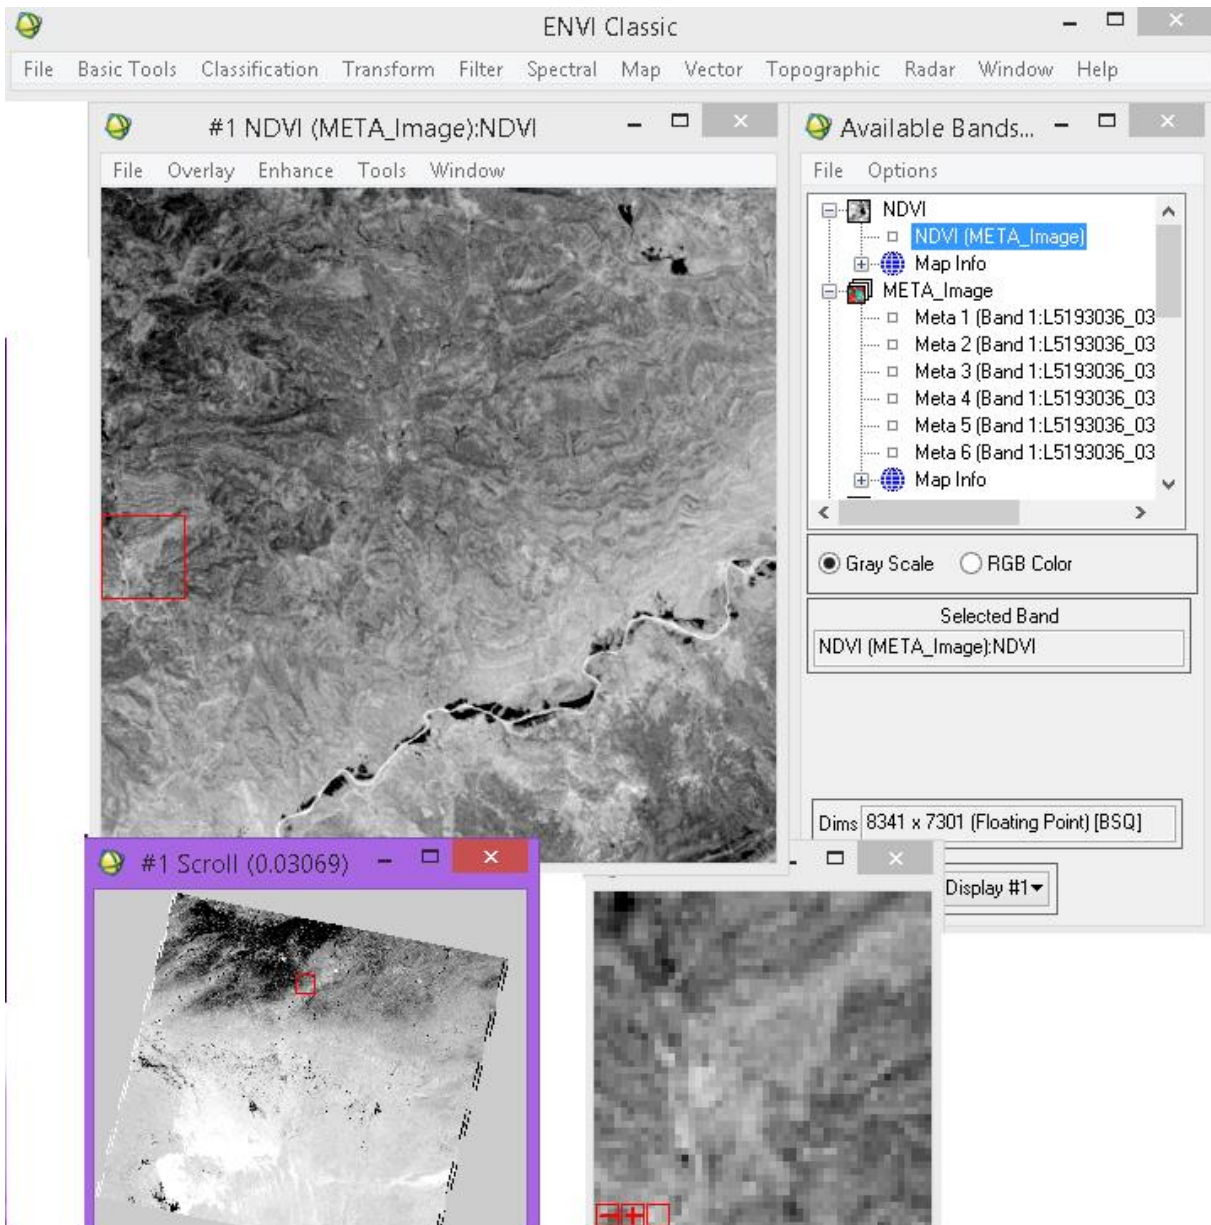 ENVI Classic
File Basic Tools Classification Transform Filter Spectral Map Vector Topographic Radar Window Help
#1 NDVI (META_Image):NDVI
File Overlay Enhance Tools Window
Available Bands...
File Options
NDVI
NDVI (META_Image)
Map Info
META_Image
Meta 1 (Band 1:L5193036_03
Meta 2 (Band 1:L5193036_03
Meta 3 (Band 1:L5193036_03
Meta 4 (Band 1:L5193036_03
Meta 5 (Band 1:L5193036_03
Meta 6 (Band 1:L5193036_03
Map Info
Gray Scale RGB Color
Selected Band
NDVI (META_Image):NDVI
Dims 8341 x 7301 (Floating Point) [BSQ]
Display #1
#1 Scroll (0.03069)